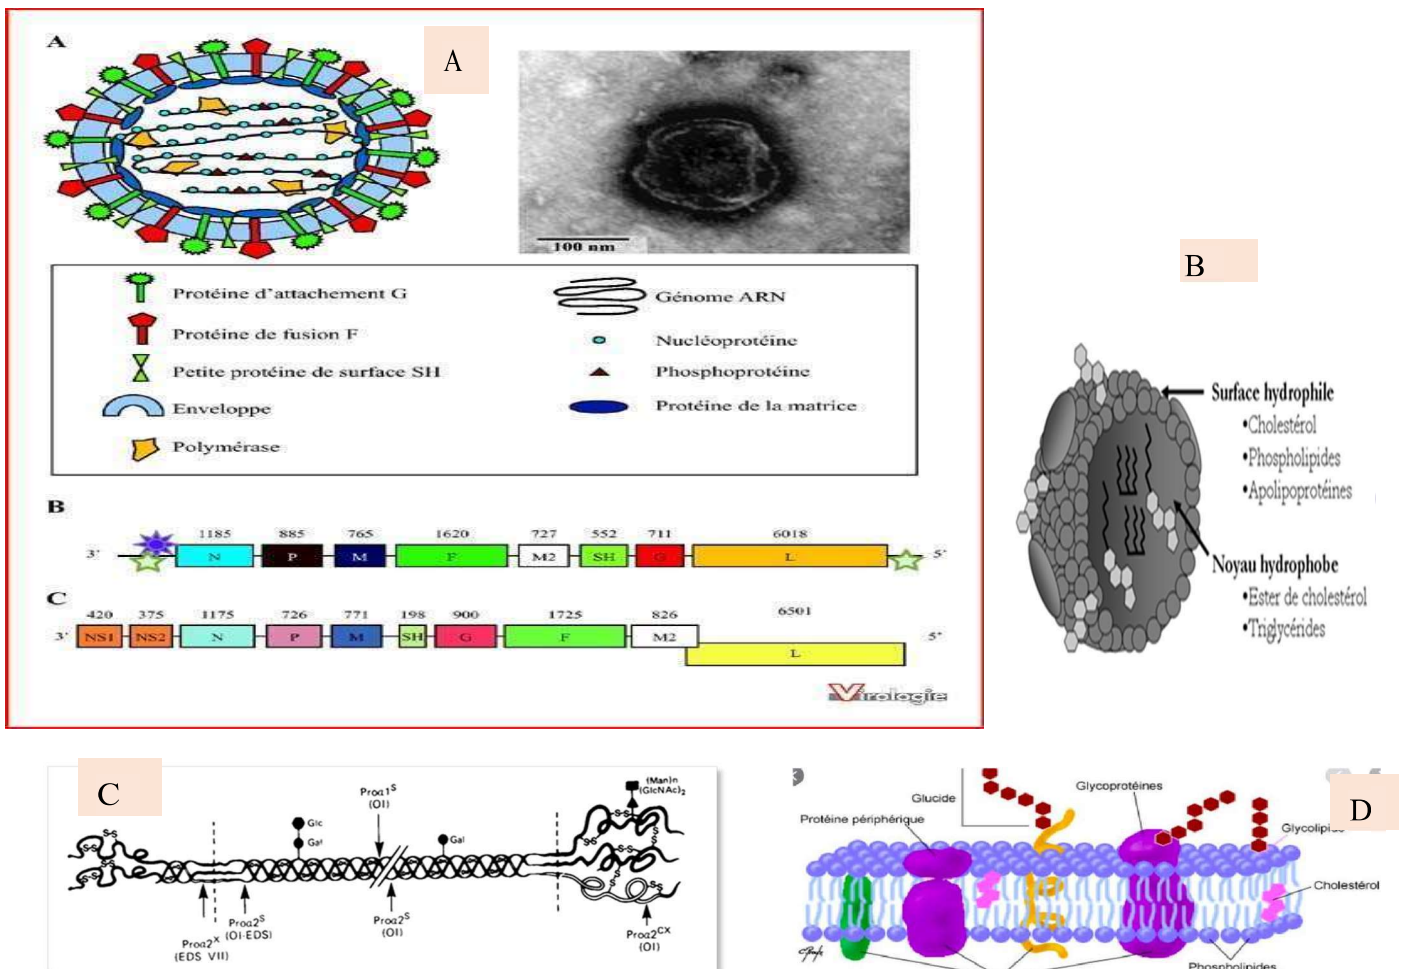 A
A
100 nm
Protéine d'attachement G
Protéine de fusion F
Petite protéine de surface SH
Enveloppe
Polymérase
Génome ARN
Nucléoprotéine
Phosphoprotéine
Protéine de la matrice
B
1185 885 765 1620 727 552 711 6018
3' N P M F M2 SH G L 5'
C
420 375 1175 726 771 198 900 1725 826 6501
3' NS1 NS2 N P M SH G F M2 L 5'
Virologie
B
Surface hydrophile
•Cholestérol
•Phospholipides
•Apolipoprotéines
Noyau hydrophobe
•Ester de cholestérol
•Triglycérides
C
S-S
S-S
Glc
Gal
Proα1ˢ
(OI)
Gal
(Man)n
(GlcNAc)₂
S-S
S-S
S-S
S-S
Proα2ˣ
(EDS VII)
Proα2ˢ
(OI-EDS)
Proα2ˢ
(OI)
Proα2ᶜˣ
(OI)
D
Glucide
Glycoprotéines
Protéine périphérique
Cholestérol
Phospholipides